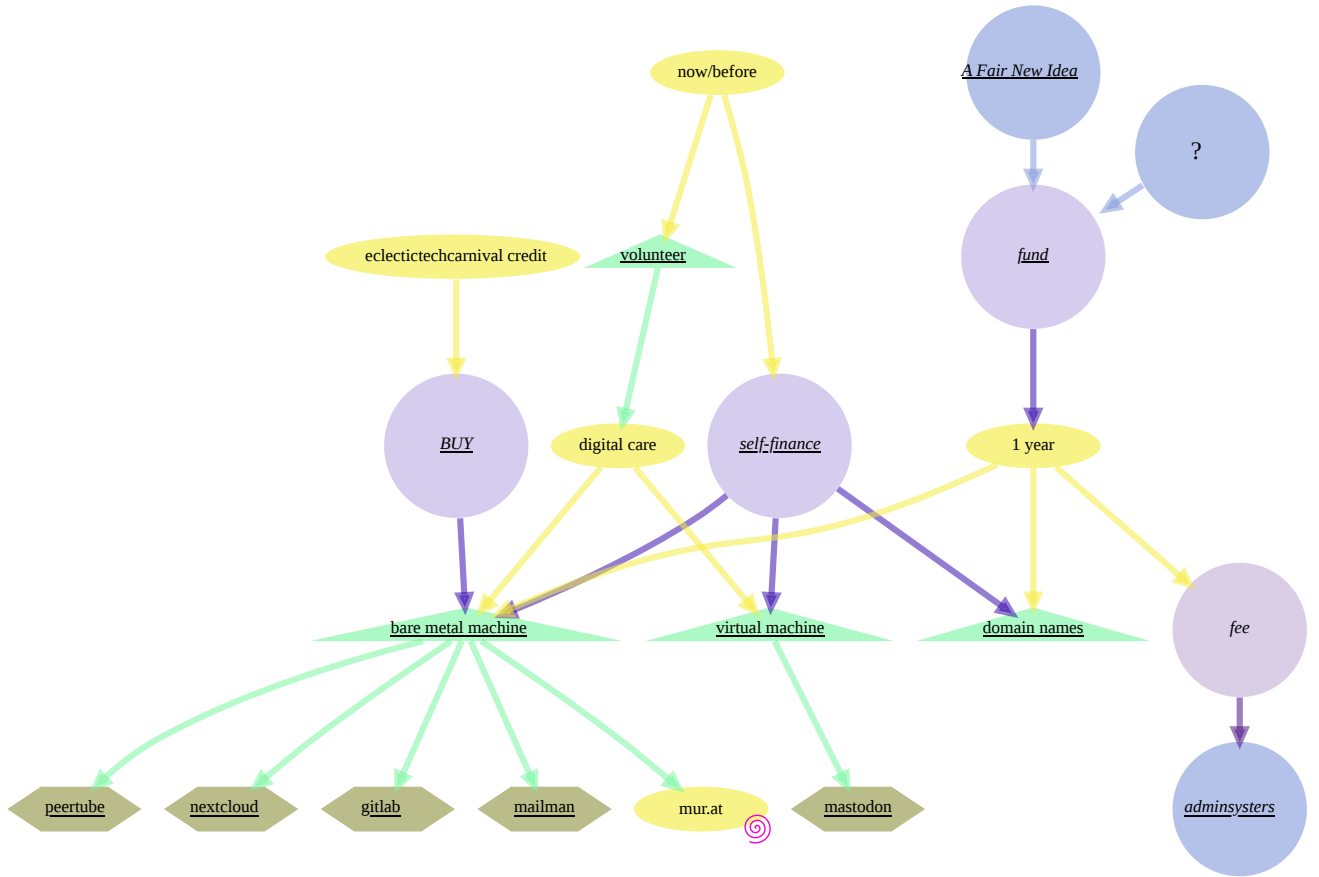 A Fair New Idea
now/before
?
eclectictechcarnival credit
volunteer
fund
BUY
digital care
self-finance
1 year
bare metal machine
virtual machine
domain names
fee
peertube
nextcloud
gitlab
mailman
mur.at
mastodon
adminsysters